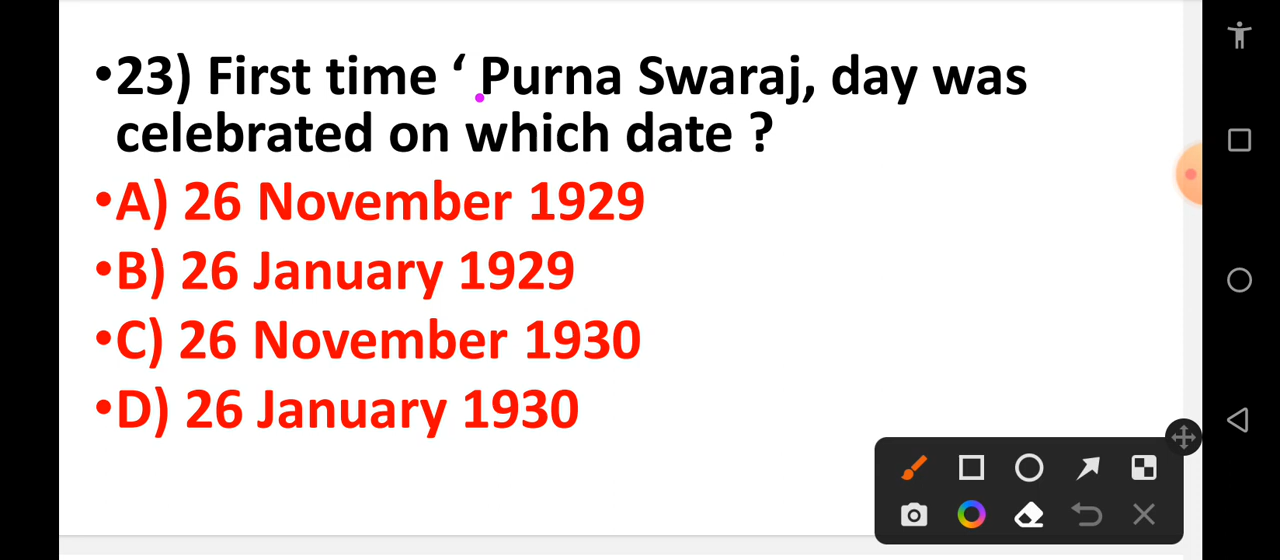 •23) First time ‘ Purna Swaraj, day was
celebrated on which date ?
•A) 26 November 1929
•B) 26 January 1929
•C) 26 November 1930
•D) 26 January 1930